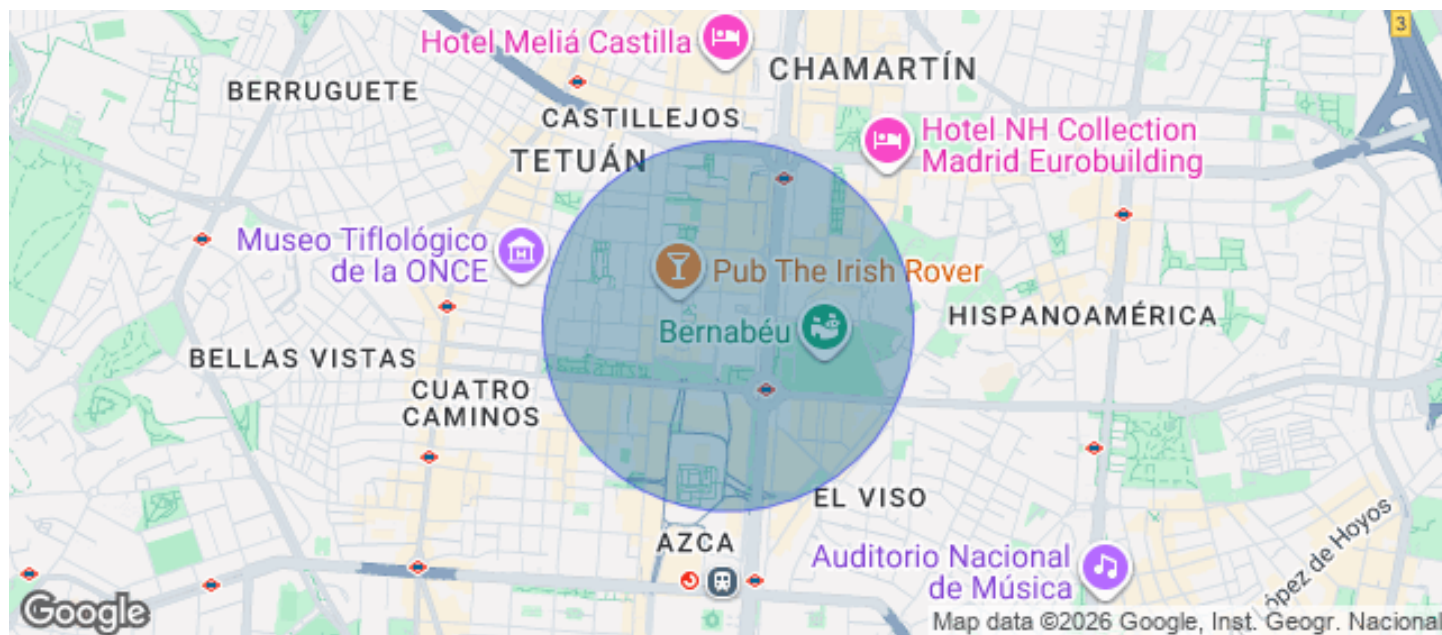 Hotel Meliá Castilla
CHAMARTÍN
3
BERRUGUETE
CASTILLEJOS
Hotel NH Collection
Madrid Eurobuilding
TETUÁN
Museo Tiflológico
de la ONCE
Pub The Irish Rover
Bernabéu
HISPANOAMÉRICA
BELLAS VISTAS
CUATRO
CAMINOS
EL VISO
AZCA
Auditorio Nacional
de Música
ópez de Hoyos
Google
Map data ©2026 Google, Inst. Geogr. Nacional